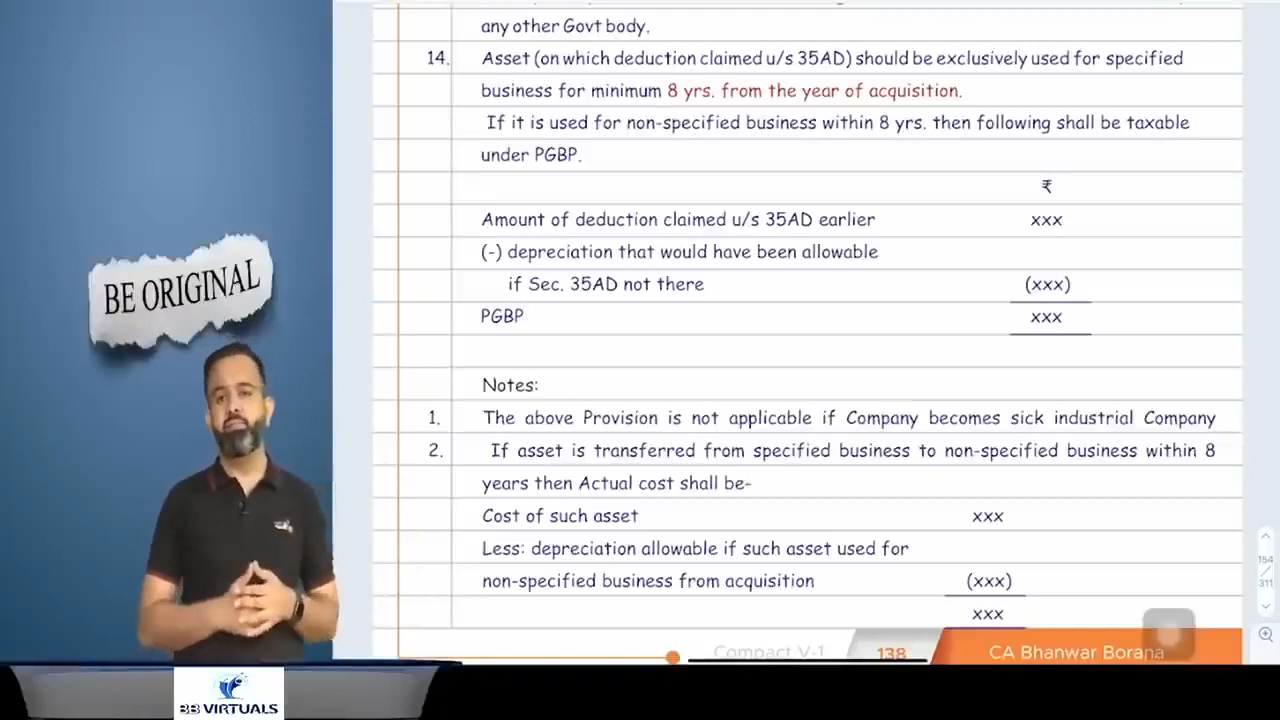 any other Govt body.
14. Asset (on which deduction claimed u/s 35AD) should be exclusively used for specified
business for minimum 8 yrs. from the year of acquisition.
If it is used for non-specified business within 8 yrs. then following shall be taxable
under PGBP.
₹
Amount of deduction claimed u/s 35AD earlier xxx
(-) depreciation that would have been allowable
if Sec. 35AD not there (xxx)
PGBP xxx
Notes:
1. The above Provision is not applicable if Company becomes sick industrial Company
2. If asset is transferred from specified business to non-specified business within 8
years then Actual cost shall be-
Cost of such asset xxx
Less: depreciation allowable if such asset used for
non-specified business from acquisition (xxx)
xxx
Compact V-1 138 CA Bhanwar Borana
BE ORIGINAL
BB VIRTUALS
154
/
311